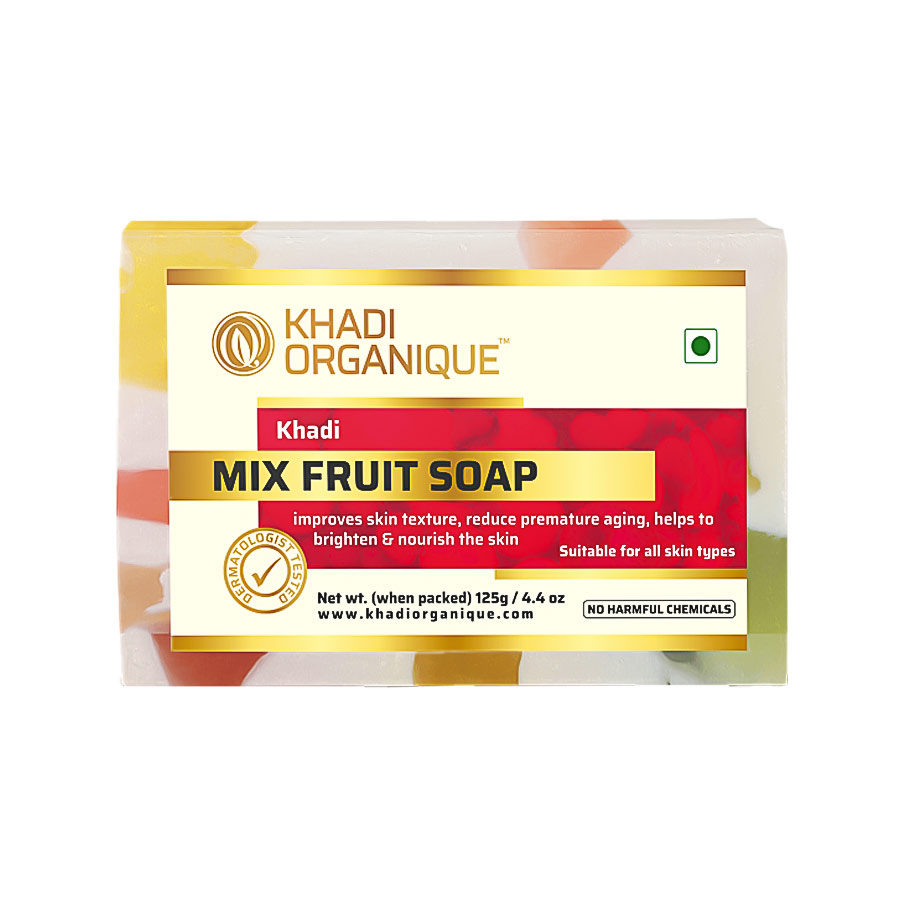 KHADI
ORGANIQUE™
Khadi
MIX FRUIT SOAP
improves skin texture, reduce premature aging, helps to
brighten & nourish the skin
Suitable for all skin types
DERMATOLOGIST TESTED
Net wt. (when packed) 125g / 4.4 oz
www.khadiorganique.com
NO HARMFUL CHEMICALS